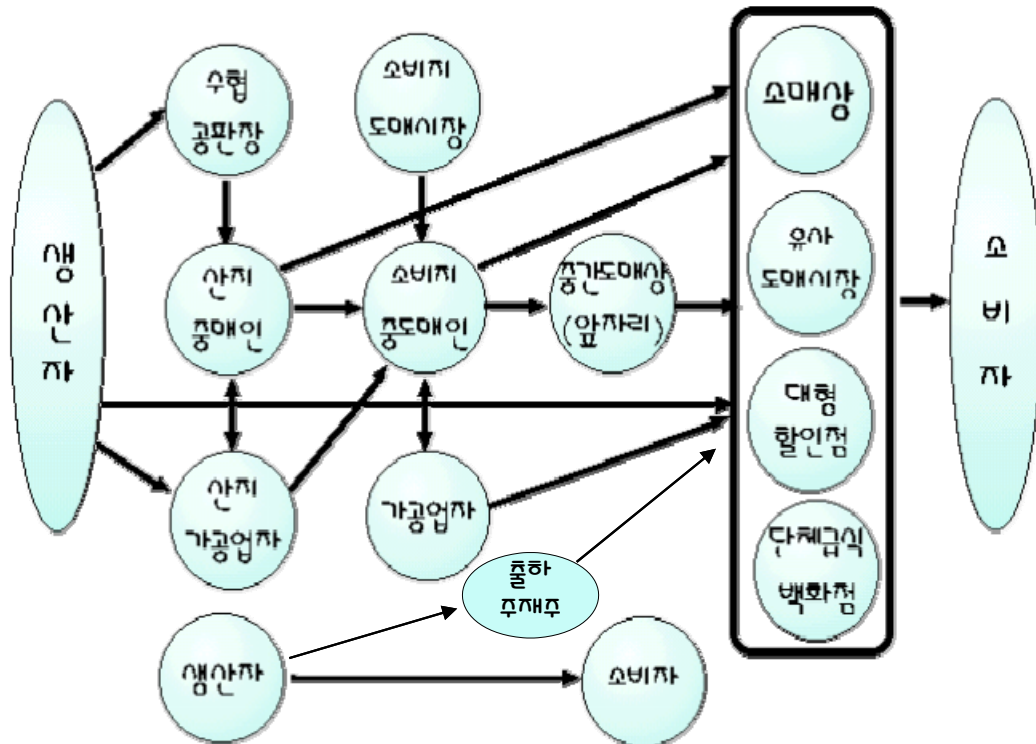 생
산
자
수협
공판장
소비지
도매시장
산지
중매인
소비지
중도매인
중간도매상
(앞자리)
산지
가공업자
가공업자
출하
주재주
생산자
소비자
소매상
유사
도매시장
대형
할인점
단체급식
백화점
소
비
자